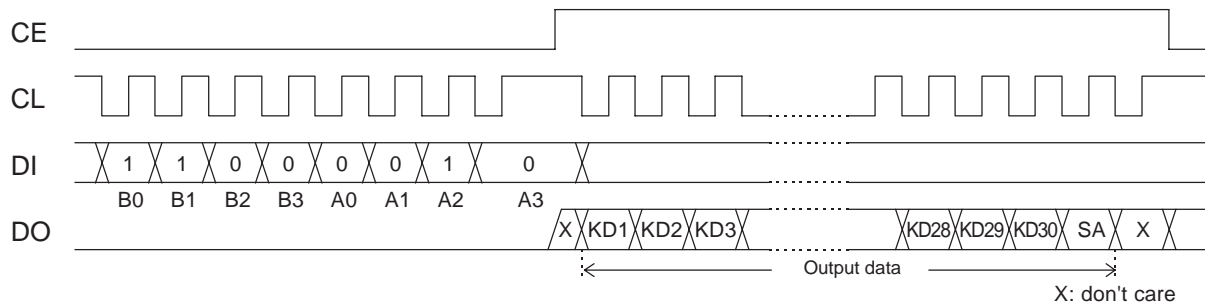 CE
CL
DI 1 1 0 0 0 0 1 0
B0 B1 B2 B3 A0 A1 A2 A3
DO X KD1 KD2 KD3 KD28 KD29 KD30 SA X
Output data
X: don't care